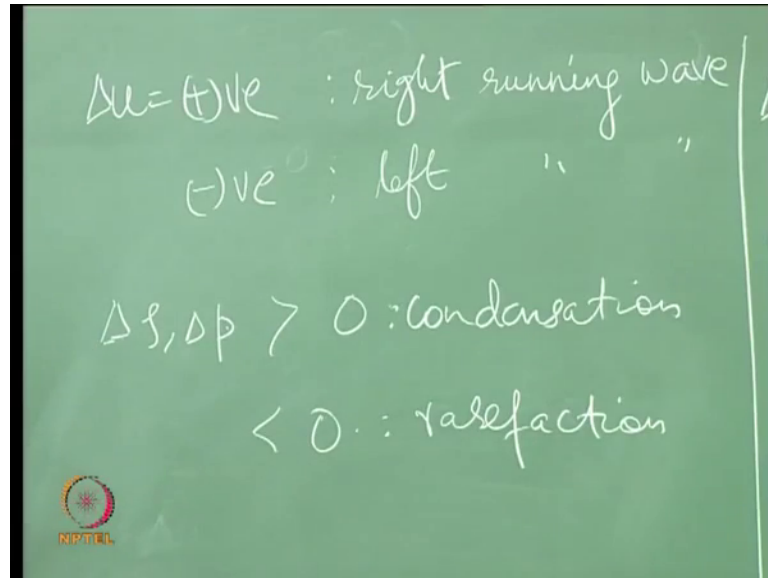 Δu = (+)ve : right running wave
(-)ve : left " "
Δρ, Δp > 0 : condensation
< 0 : rarefaction
NPTEL